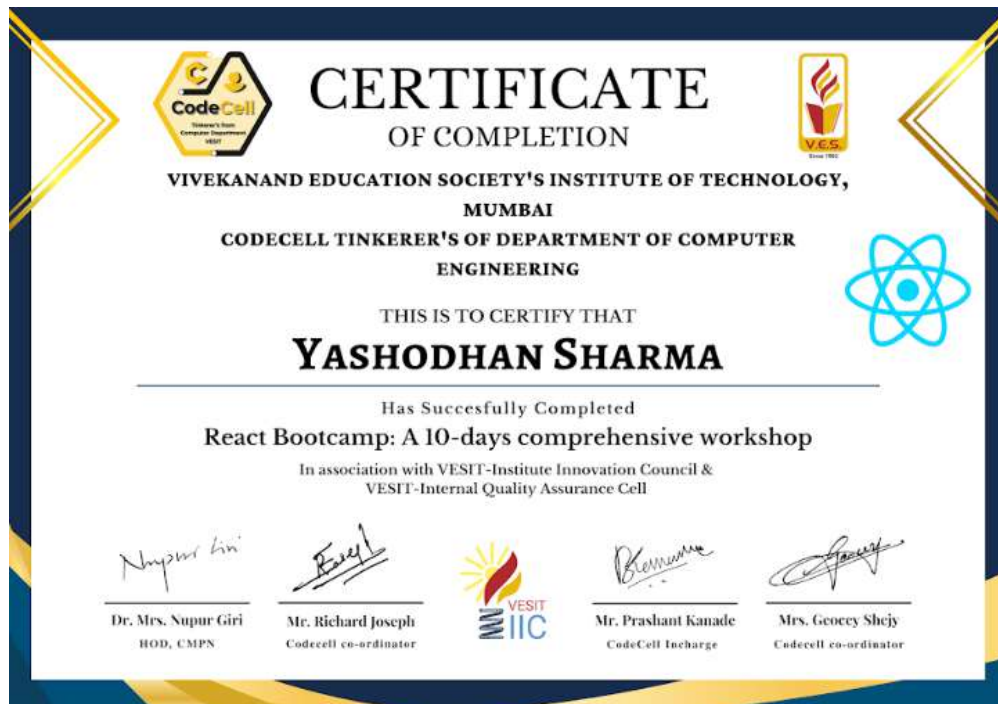 CodeCell
Tinkerer's from
Computer Department
VESIT
CERTIFICATE
OF COMPLETION
V.E.S.
Since 1962
VIVEKANAND EDUCATION SOCIETY'S INSTITUTE OF TECHNOLOGY,
MUMBAI
CODECELL TINKERER'S OF DEPARTMENT OF COMPUTER
ENGINEERING
THIS IS TO CERTIFY THAT
YASHODHAN SHARMA
Has Succesfully Completed
React Bootcamp: A 10-days comprehensive workshop
In association with VESIT-Institute Innovation Council &
VESIT-Internal Quality Assurance Cell
Nupur Giri
Dr. Mrs. Nupur Giri
HOD, CMPN
Mr. Richard Joseph
Codecell co-ordinator
VESIT
IIC
Mr. Prashant Kanade
CodeCell Incharge
Mrs. Geocey Shejy
Codecell co-ordinator